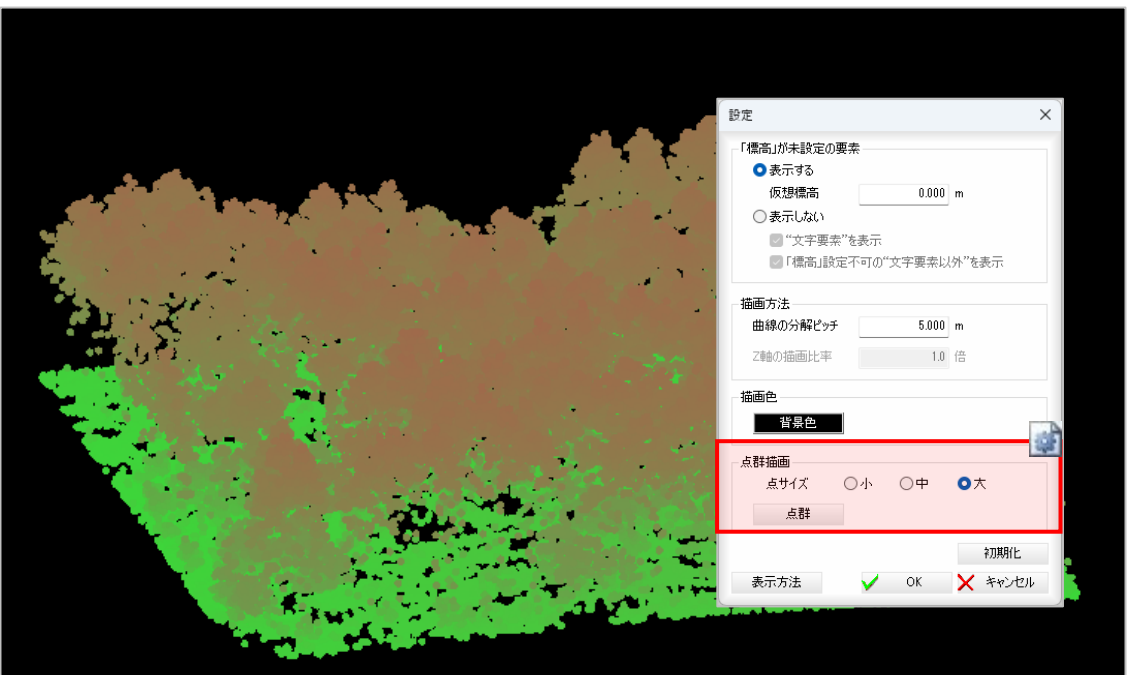 設定
「標高」が未設定の要素
表示する
仮想標高 0.000 m
表示しない
“文字要素”を表示
「標高」設定不可の“文字要素以外”を表示
描画方法
曲線の分解ピッチ 5.000 m
Z軸の描画比率 1.0 倍
描画色
背景色
点群描画
点サイズ 小 中 大
点群
初期化
表示方法 OK キャンセル